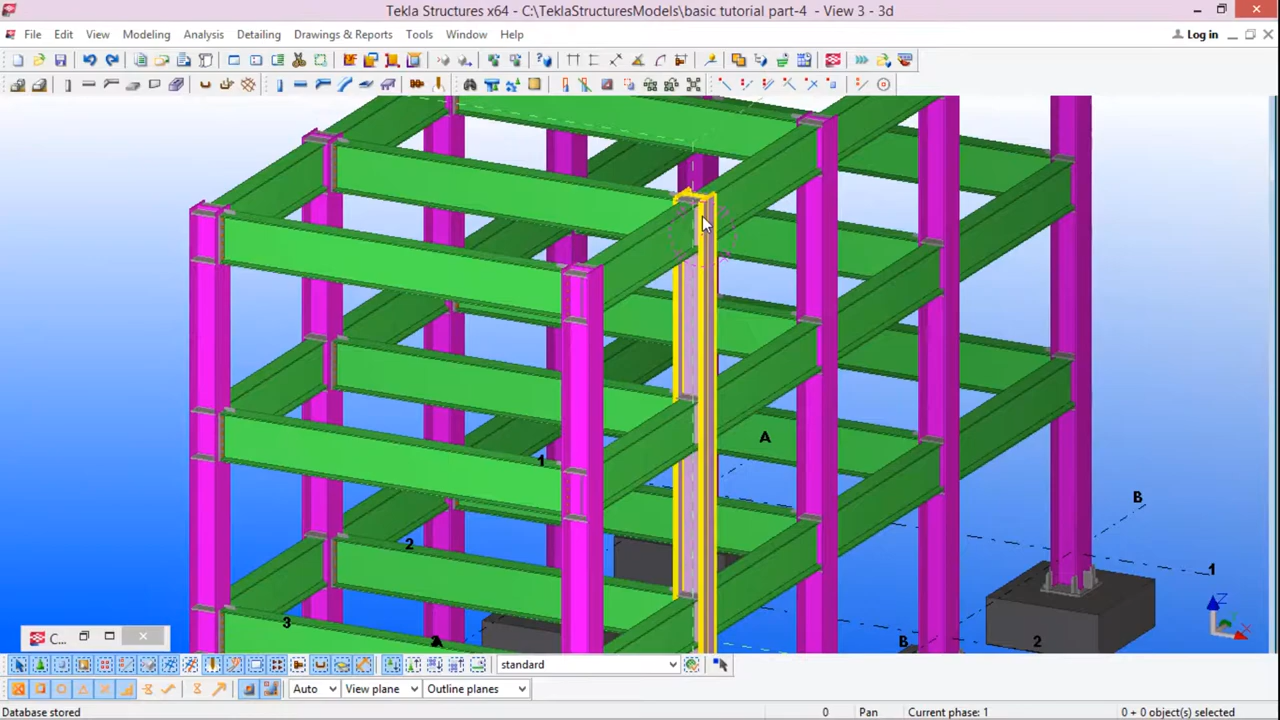 Tekla Structures x64 - C:\TeklaStructuresModels\basic tutorial part-4 - View 3 - 3d
File Edit View Modeling Analysis Detailing Drawings & Reports Tools Window Help Log in
A
1
B
2
1
3
2
B
2
C...
standard
Auto View plane Outline planes
Database stored 0 Pan Current phase: 1 0 + 0 object(s) selected